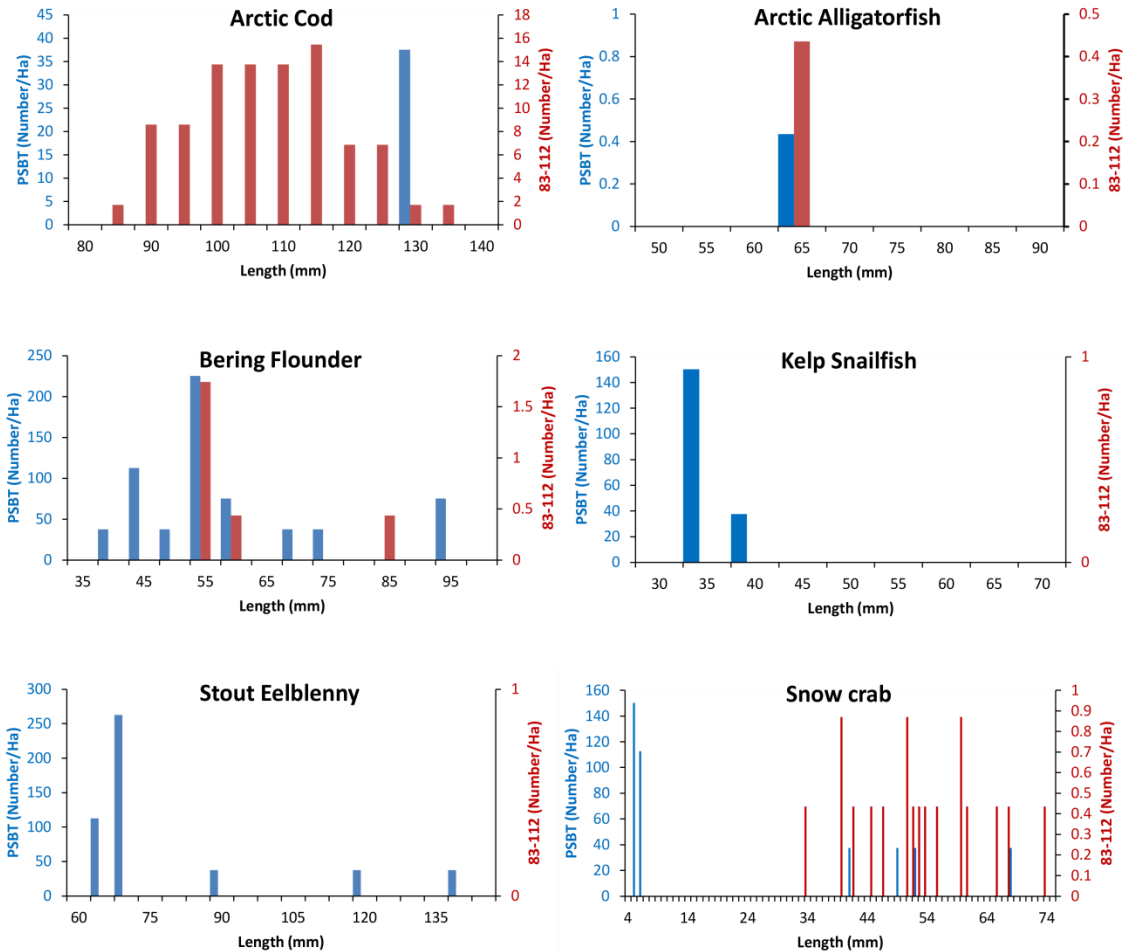 Arctic Cod
PSBT (Number/Ha)
45
40
35
30
25
20
15
10
5
0
18
16
14
12
10
8
6
4
2
0
83-112 (Number/Ha)
80 90 100 110 120 130 140
Length (mm)
Arctic Alligatorfish
PSBT (Number/Ha)
1
0.8
0.6
0.4
0.2
0
0.5
0.4
0.3
0.2
0.1
0
83-112 (Number/Ha)
50 55 60 65 70 75 80 85 90
Length (mm)
Bering Flounder
PSBT (Number/Ha)
250
200
150
100
50
0
2
1.5
1
0.5
0
83-112 (Number/Ha)
35 45 55 65 75 85 95
Length (mm)
Kelp Snailfish
PSBT (Number/Ha)
160
140
120
100
80
60
40
20
0
1
0
83-112 (Number/Ha)
30 35 40 45 50 55 60 65 70
Length (mm)
Stout Eelblenny
PSBT (Number/Ha)
300
250
200
150
100
50
0
1
0
83-112 (Number/Ha)
60 75 90 105 120 135
Length (mm)
Snow crab
PSBT (Number/Ha)
160
140
120
100
80
60
40
20
0
1
0.9
0.8
0.7
0.6
0.5
0.4
0.3
0.2
0.1
0
83-112 (Number/Ha)
4 14 24 34 44 54 64 74
Length (mm)